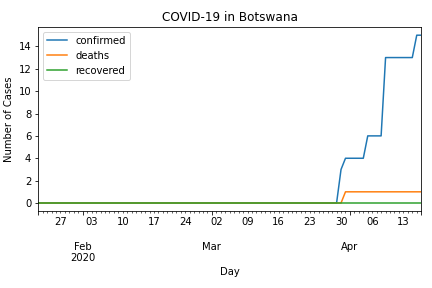 COVID-19 in Botswana
confirmed
deaths
recovered
Number of Cases
14
12
10
8
6
4
2
0
27 03 10 17 24 02 09 16 23 30 06 13
Feb Mar Apr
2020
Day